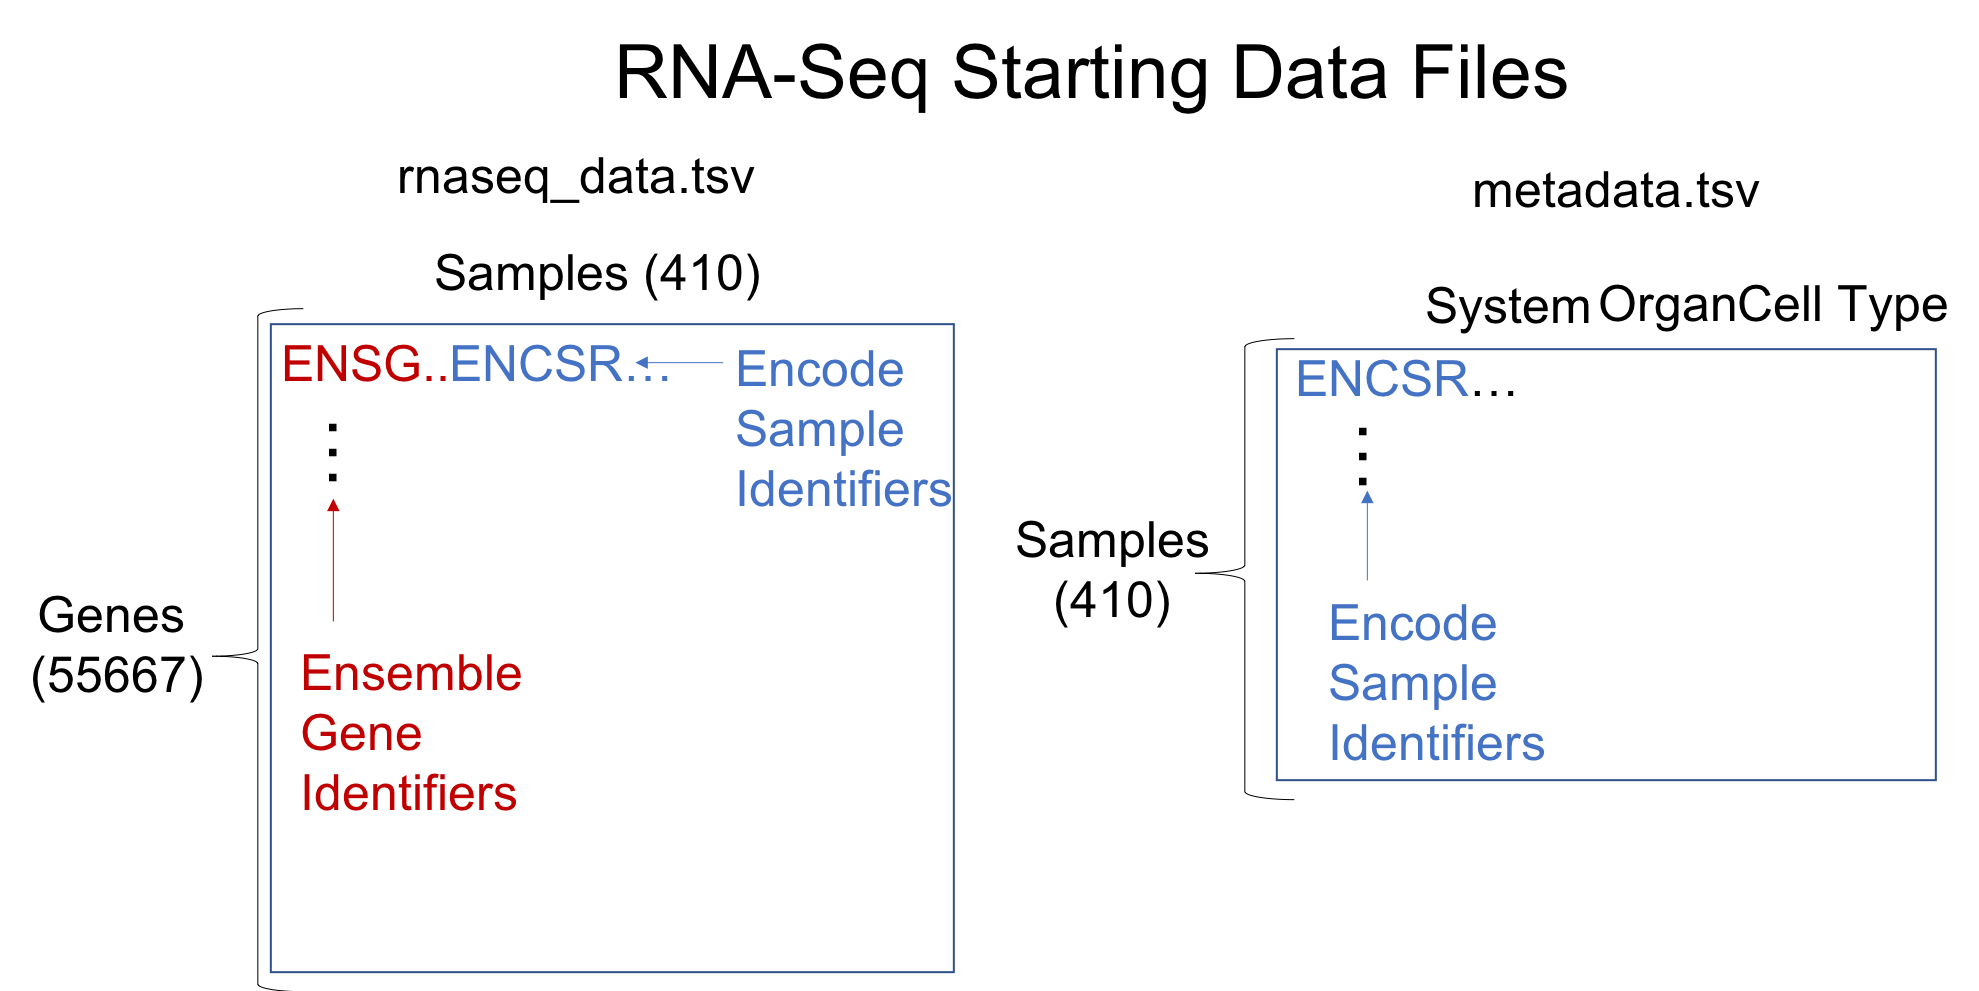 RNA-Seq Starting Data Files
rnaseq_data.tsv
Samples (410)
ENSG..ENCSR...
Encode
Sample
Identifiers
Genes
(55667)
Ensemble
Gene
Identifiers
metadata.tsv
System Organ Cell Type
ENCSR...
Samples
(410)
Encode
Sample
Identifiers